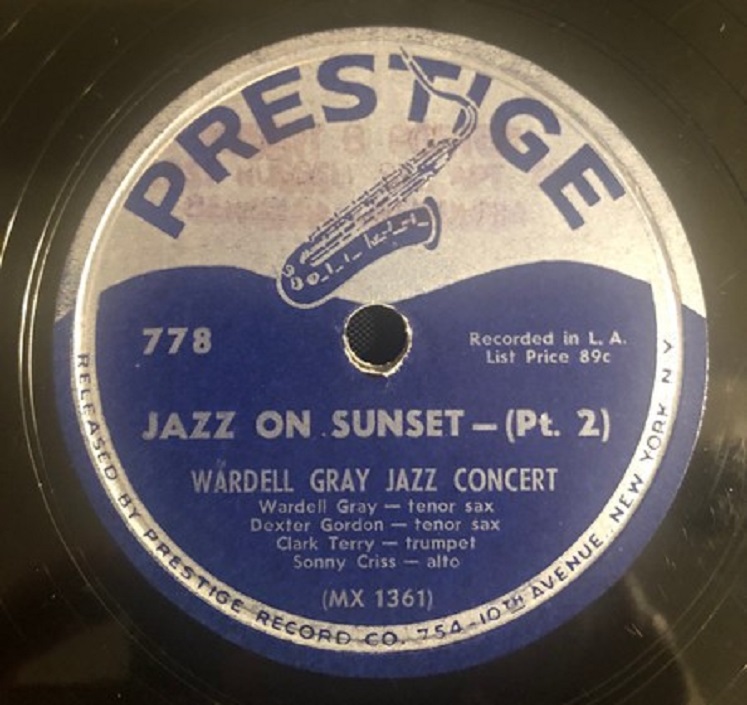 PRESTIGE
778
Recorded in L. A.
List Price 89c
JAZZ ON SUNSET — (Pt. 2)
WARDELL GRAY JAZZ CONCERT
Wardell Gray — tenor sax
Dexter Gordon — tenor sax
Clark Terry — trumpet
Sonny Criss — alto
(MX 1361)
RELEASED BY PRESTIGE RECORD CO. 754-10TH AVENUE. NEW YORK N Y